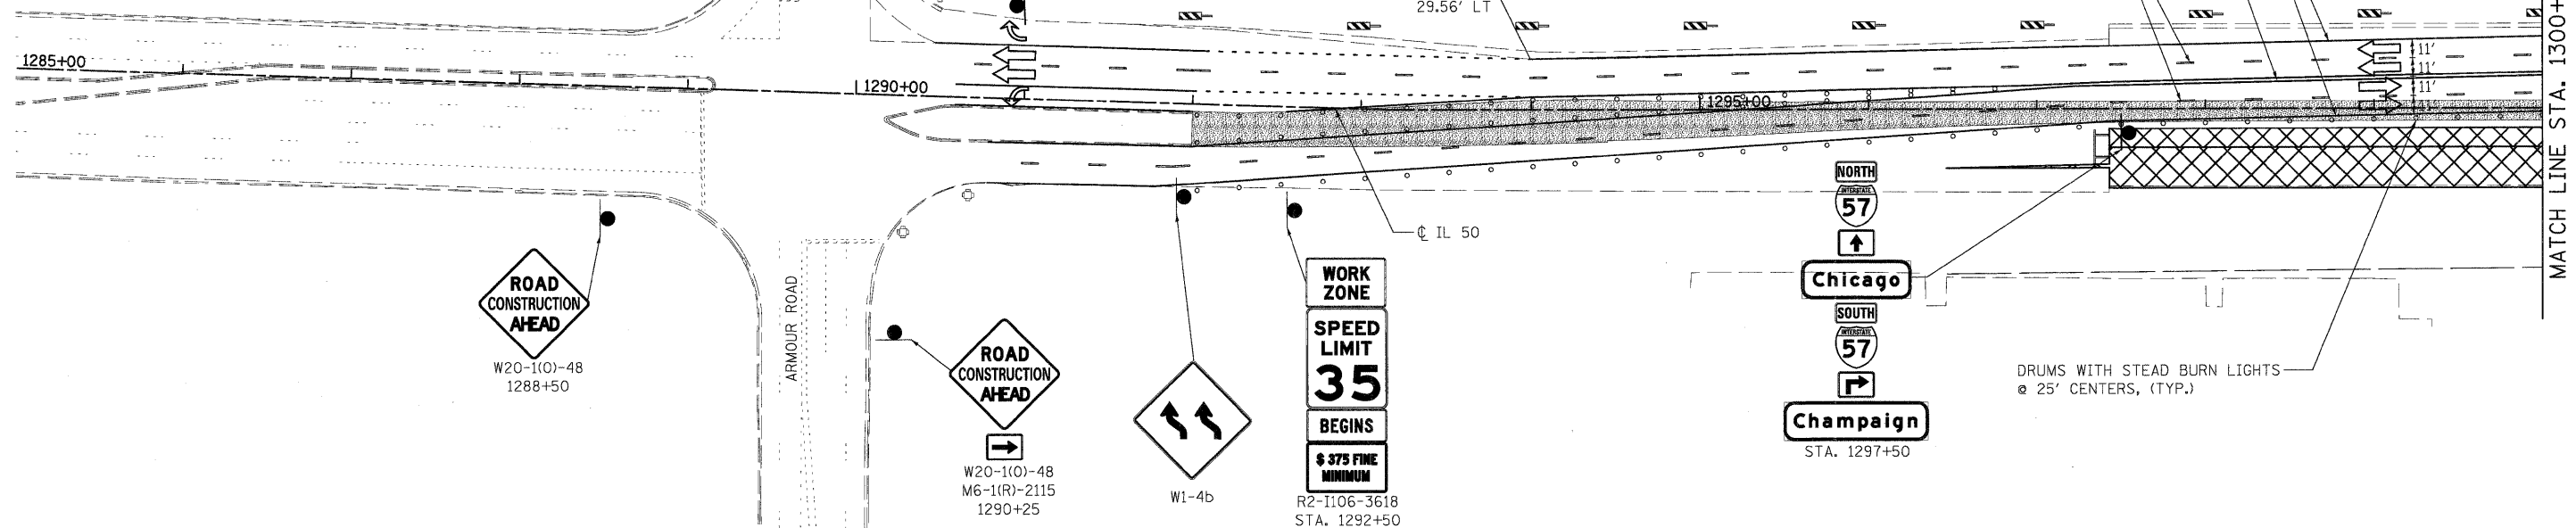 29.56' LT
1285+00
1290+00
1295+00
11'
11'
11'
11'
MATCH LINE STA. 1300+
℄ IL 50
ARMOUR ROAD
ROAD
CONSTRUCTION
AHEAD
W20-1(O)-48
1288+50
ROAD
CONSTRUCTION
AHEAD
W20-1(O)-48
M6-1(R)-2115
1290+25
W1-4b
WORK
ZONE
SPEED
LIMIT
35
BEGINS
$ 375 FINE
MINIMUM
R2-I106-3618
STA. 1292+50
NORTH
INTERSTATE
57
Chicago
SOUTH
INTERSTATE
57
Champaign
STA. 1297+50
DRUMS WITH STEAD BURN LIGHTS
@ 25' CENTERS, (TYP.)